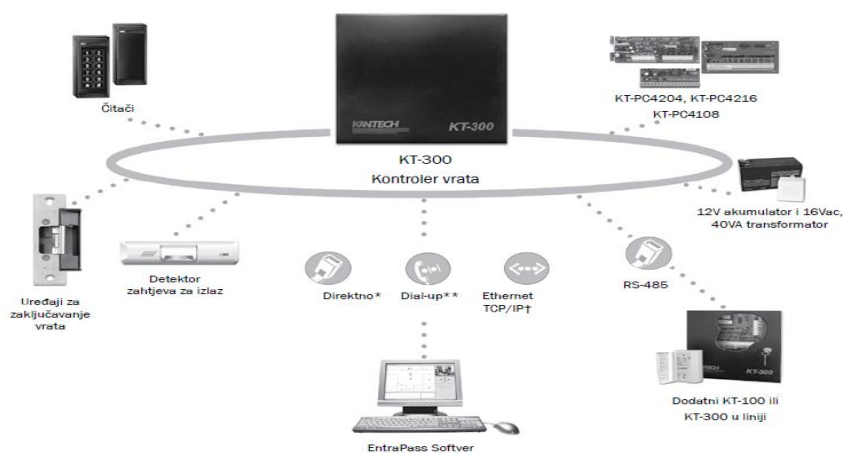 KANTECH
KT-300
KT-300
Kontroler vrata
Čitači
KT-PC4204, KT-PC4216
KT-PC4108
12V akumulator i 16Vac,
40VA transformator
Uređaji za
zaključavanje
vrata
Detektor
zahtjeva za izlaz
Direktno*
Dial-up**
Ethernet
TCP/IP†
RS-485
KT-300
Dodatni KT-100 ili
KT-300 u liniji
EntraPass Softver